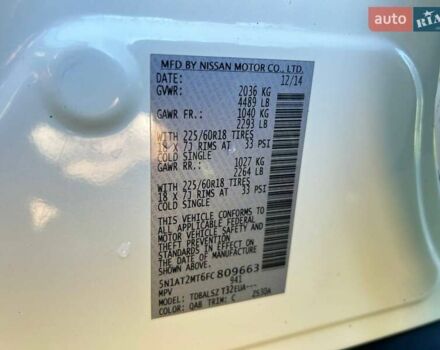 auto
RIA
MFD BY NISSAN MOTOR CO., LTD.
DATE: 12/14
GVWR: 2036 KG
4489 LB
GAWR FR.: 1040 KG
2293 LB
WITH 225/60R18 TIRES
18 X 7J RIMS AT 33 PSI
COLD SINGLE
GAWR RR.: 1027 KG
2264 LB
WITH 225/60R18 TIRES
18 X 7J RIMS AT 33 PSI
COLD SINGLE
THIS VEHICLE CONFORMS
TO ALL APPLICABLE FEDERAL
MOTOR VEHICLE SAFETY AND
THEFT PREVENTION
STANDARDS IN EFFECT ON
THE DATE OF MANUFACTURE
SHOWN ABOVE.
5N1AT2MT6FC809663
MPV 941
TDBALSZ T32EUA---
COLOR: QAB TRIM: C